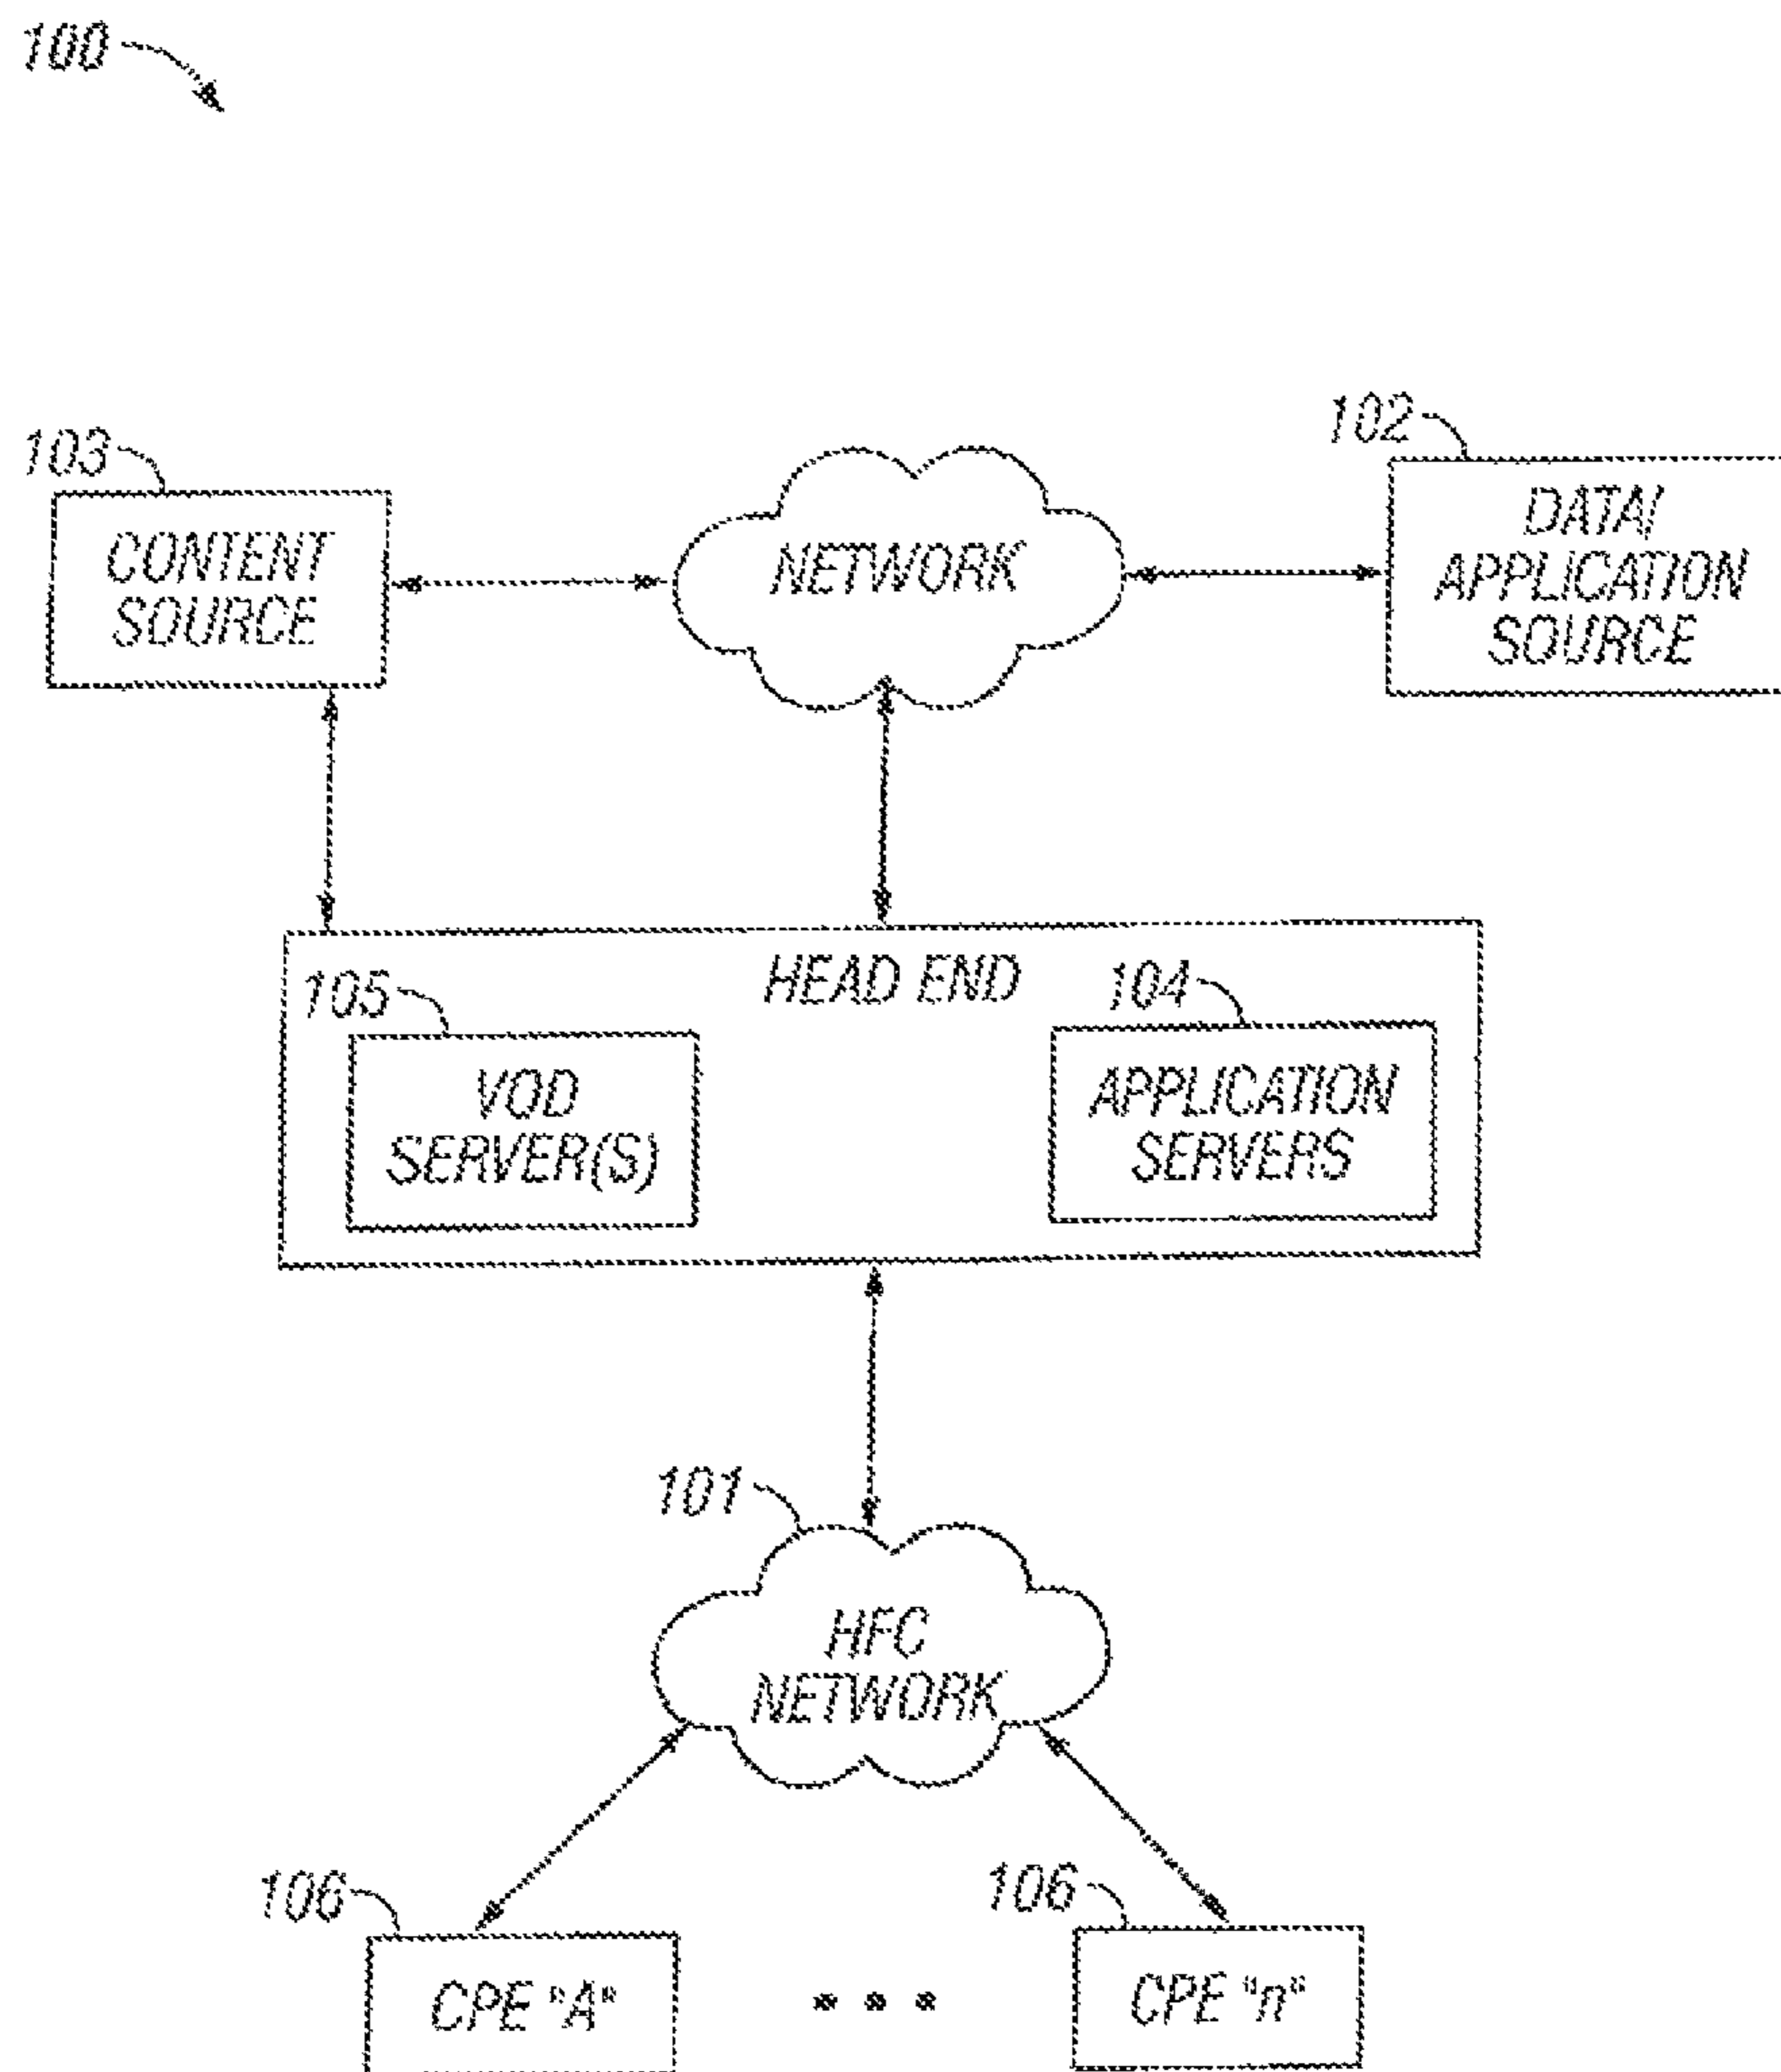 100
103
102
CONTENT
SOURCE
NETWORK
DATA/
APPLICATION
SOURCE
HEAD END
105
104
VOD
SERVER(S)
APPLICATION
SERVERS
101
HFC
NETWORK
106
106
CPE "A"
CPE "n"